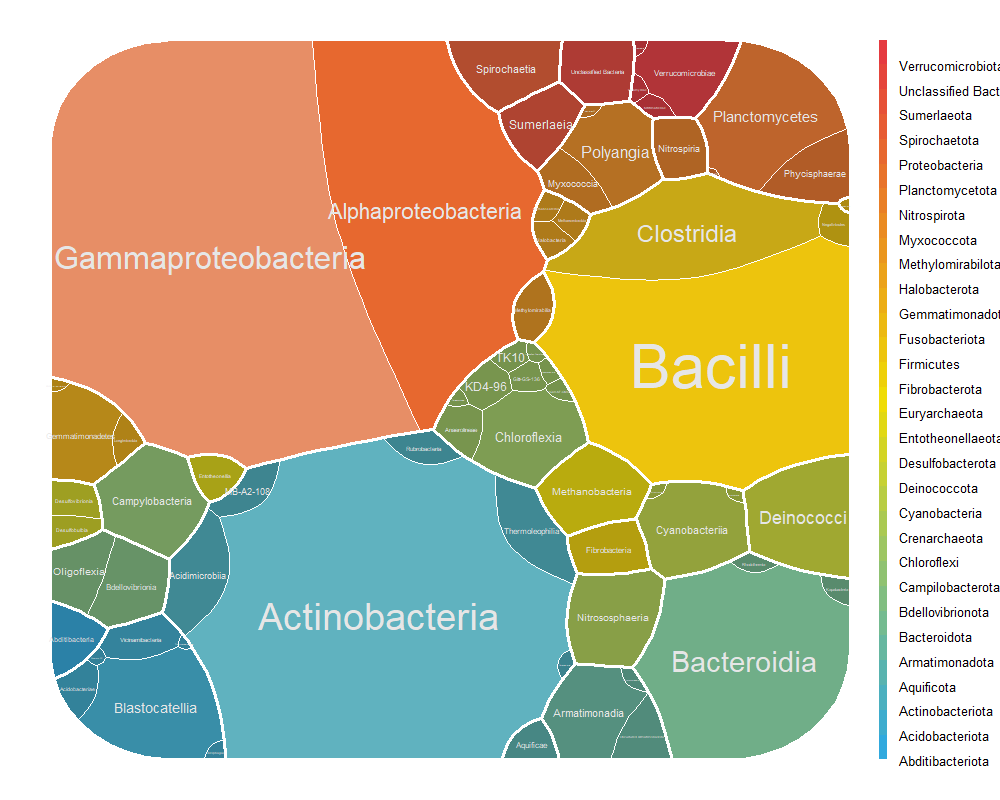 Spirochaetia
Unclassified Bacteria
Verrucomicrobiae
Sumerlaeia
Planctomycetes
Polyangia
Nitrospiria
Phycisphaerae
Myxococcia
Alphaproteobacteria
Clostridia
Gammaproteobacteria
Bacilli
TK10
KD4-96
Chloroflexia
Rubrobacteria
Campylobacteria
MB-A2-108
Methanobacteria
Deinococci
Thermoleophilia
Cyanobacteriia
Fibrobacteria
Oligoflexia
Acidimicrobiia
Bdellovibrionia
Actinobacteria
Nitrososphaeria
Vicinamibacteria
Bacteroidia
Blastocatellia
Armatimonadia
Aquificae
Verrucomicrobiota
Unclassified Bact
Sumerlaeota
Spirochaetota
Proteobacteria
Planctomycetota
Nitrospirota
Myxococcota
Methylomirabilota
Halobacterota
Gemmatimonadot
Fusobacteriota
Firmicutes
Fibrobacterota
Euryarchaeota
Entotheonellaeota
Desulfobacterota
Deinococcota
Cyanobacteria
Crenarchaeota
Chloroflexi
Campilobacterota
Bdellovibrionota
Bacteroidota
Armatimonadota
Aquificota
Actinobacteriota
Acidobacteriota
Abditibacteriota